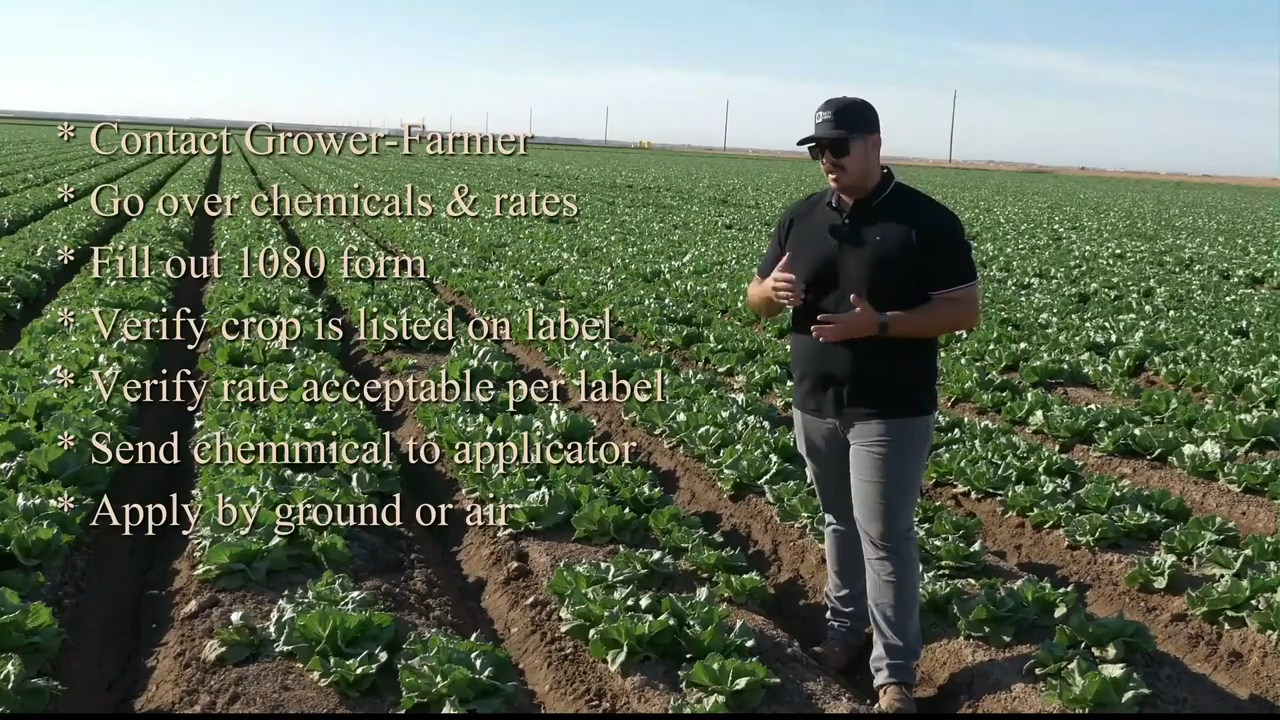 * Contact Grower-Farmer
* Go over chemicals & rates
* Fill out 1080 form
* Verify crop is listed on label
* Verify rate acceptable per label
* Send chemmical to applicator
* Apply by ground or air